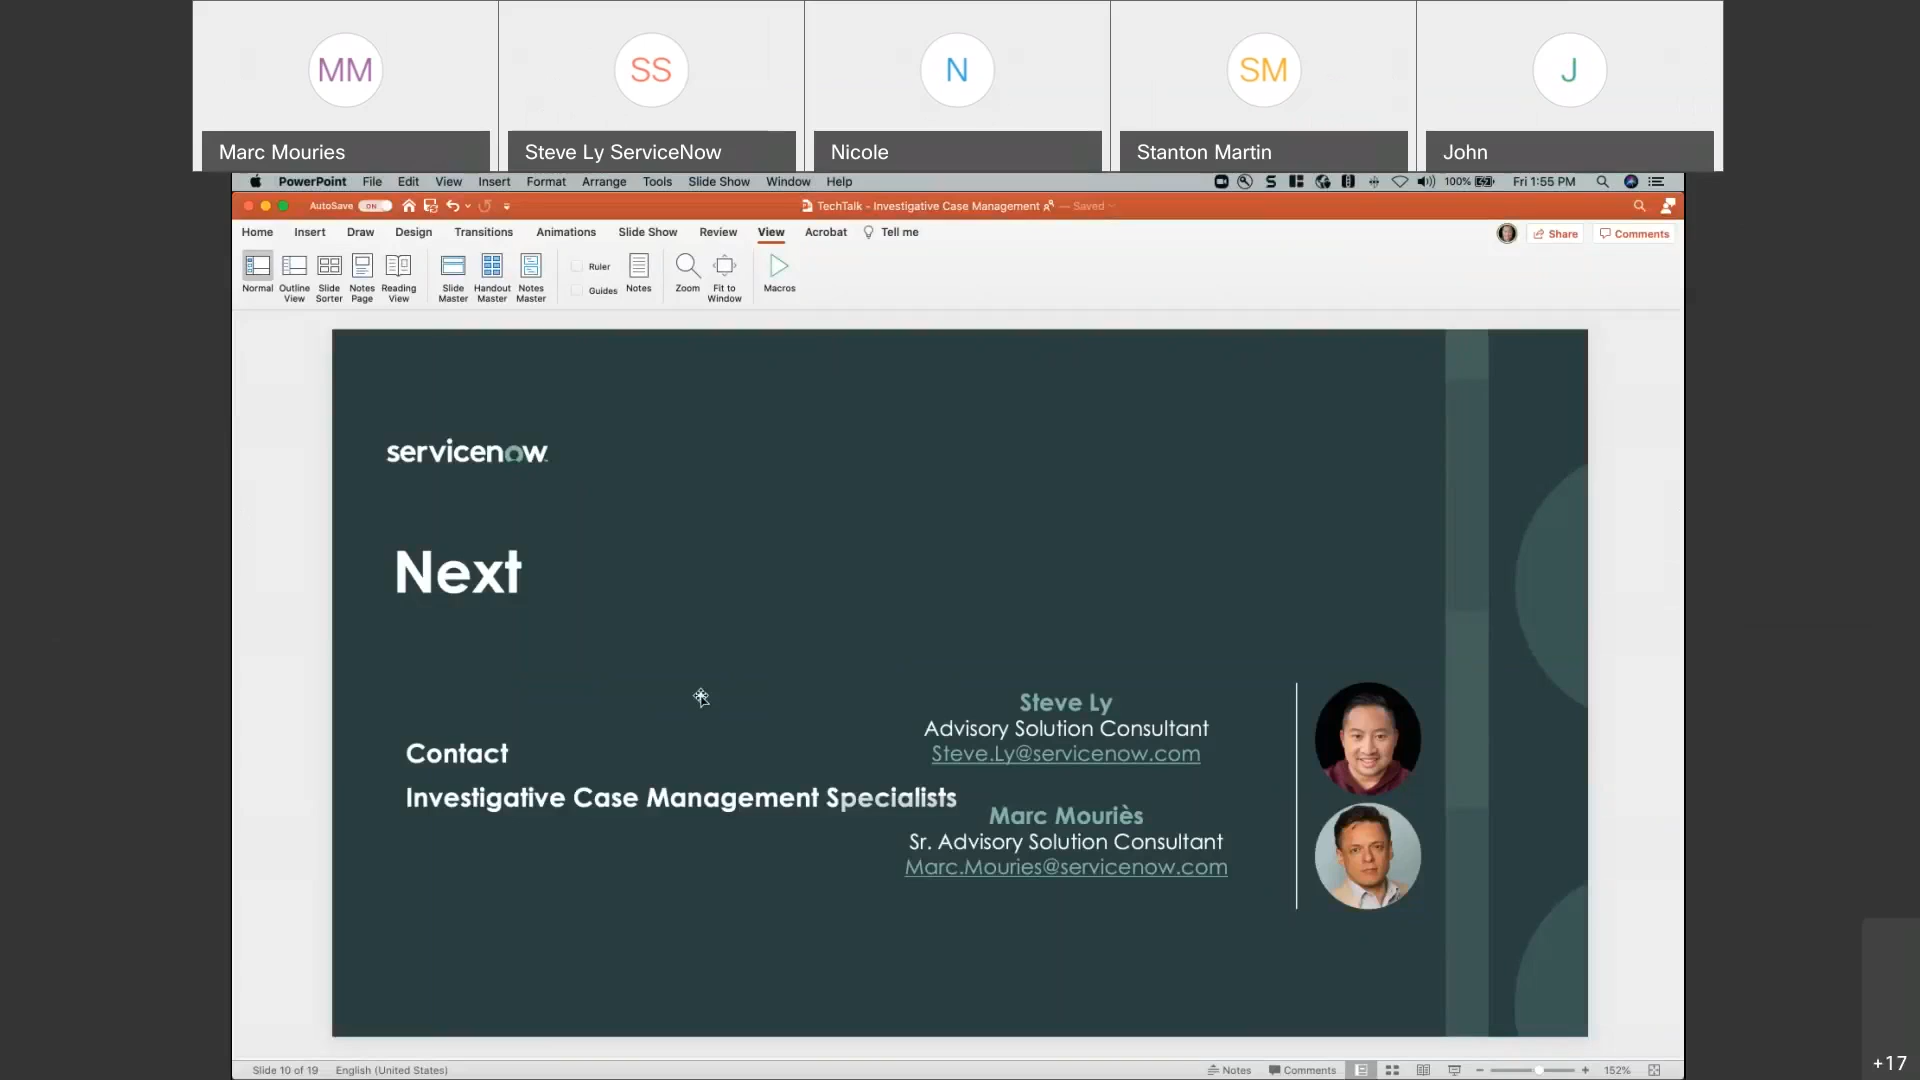 MM
SS
N
SM
J
Marc Mouries
Steve Ly ServiceNow
Nicole
Stanton Martin
John
PowerPoint File Edit View Insert Format Arrange Tools Slide Show Window Help
100% Fri 1:55 PM
AutoSave ON
TechTalk - Investigative Case Management — Saved
Home Insert Draw Design Transitions Animations Slide Show Review View Acrobat Tell me
Share Comments
Normal
Outline View
Slide Sorter
Notes Page
Reading View
Slide Master
Handout Master
Notes Master
Ruler
Guides
Notes
Zoom
Fit to Window
Macros
servicenow
Next
Contact
Investigative Case Management Specialists
Steve Ly
Advisory Solution Consultant
Steve.Ly@servicenow.com
Marc Mouriès
Sr. Advisory Solution Consultant
Marc.Mouries@servicenow.com
Slide 10 of 19 English (United States)
Notes Comments 152%
+17